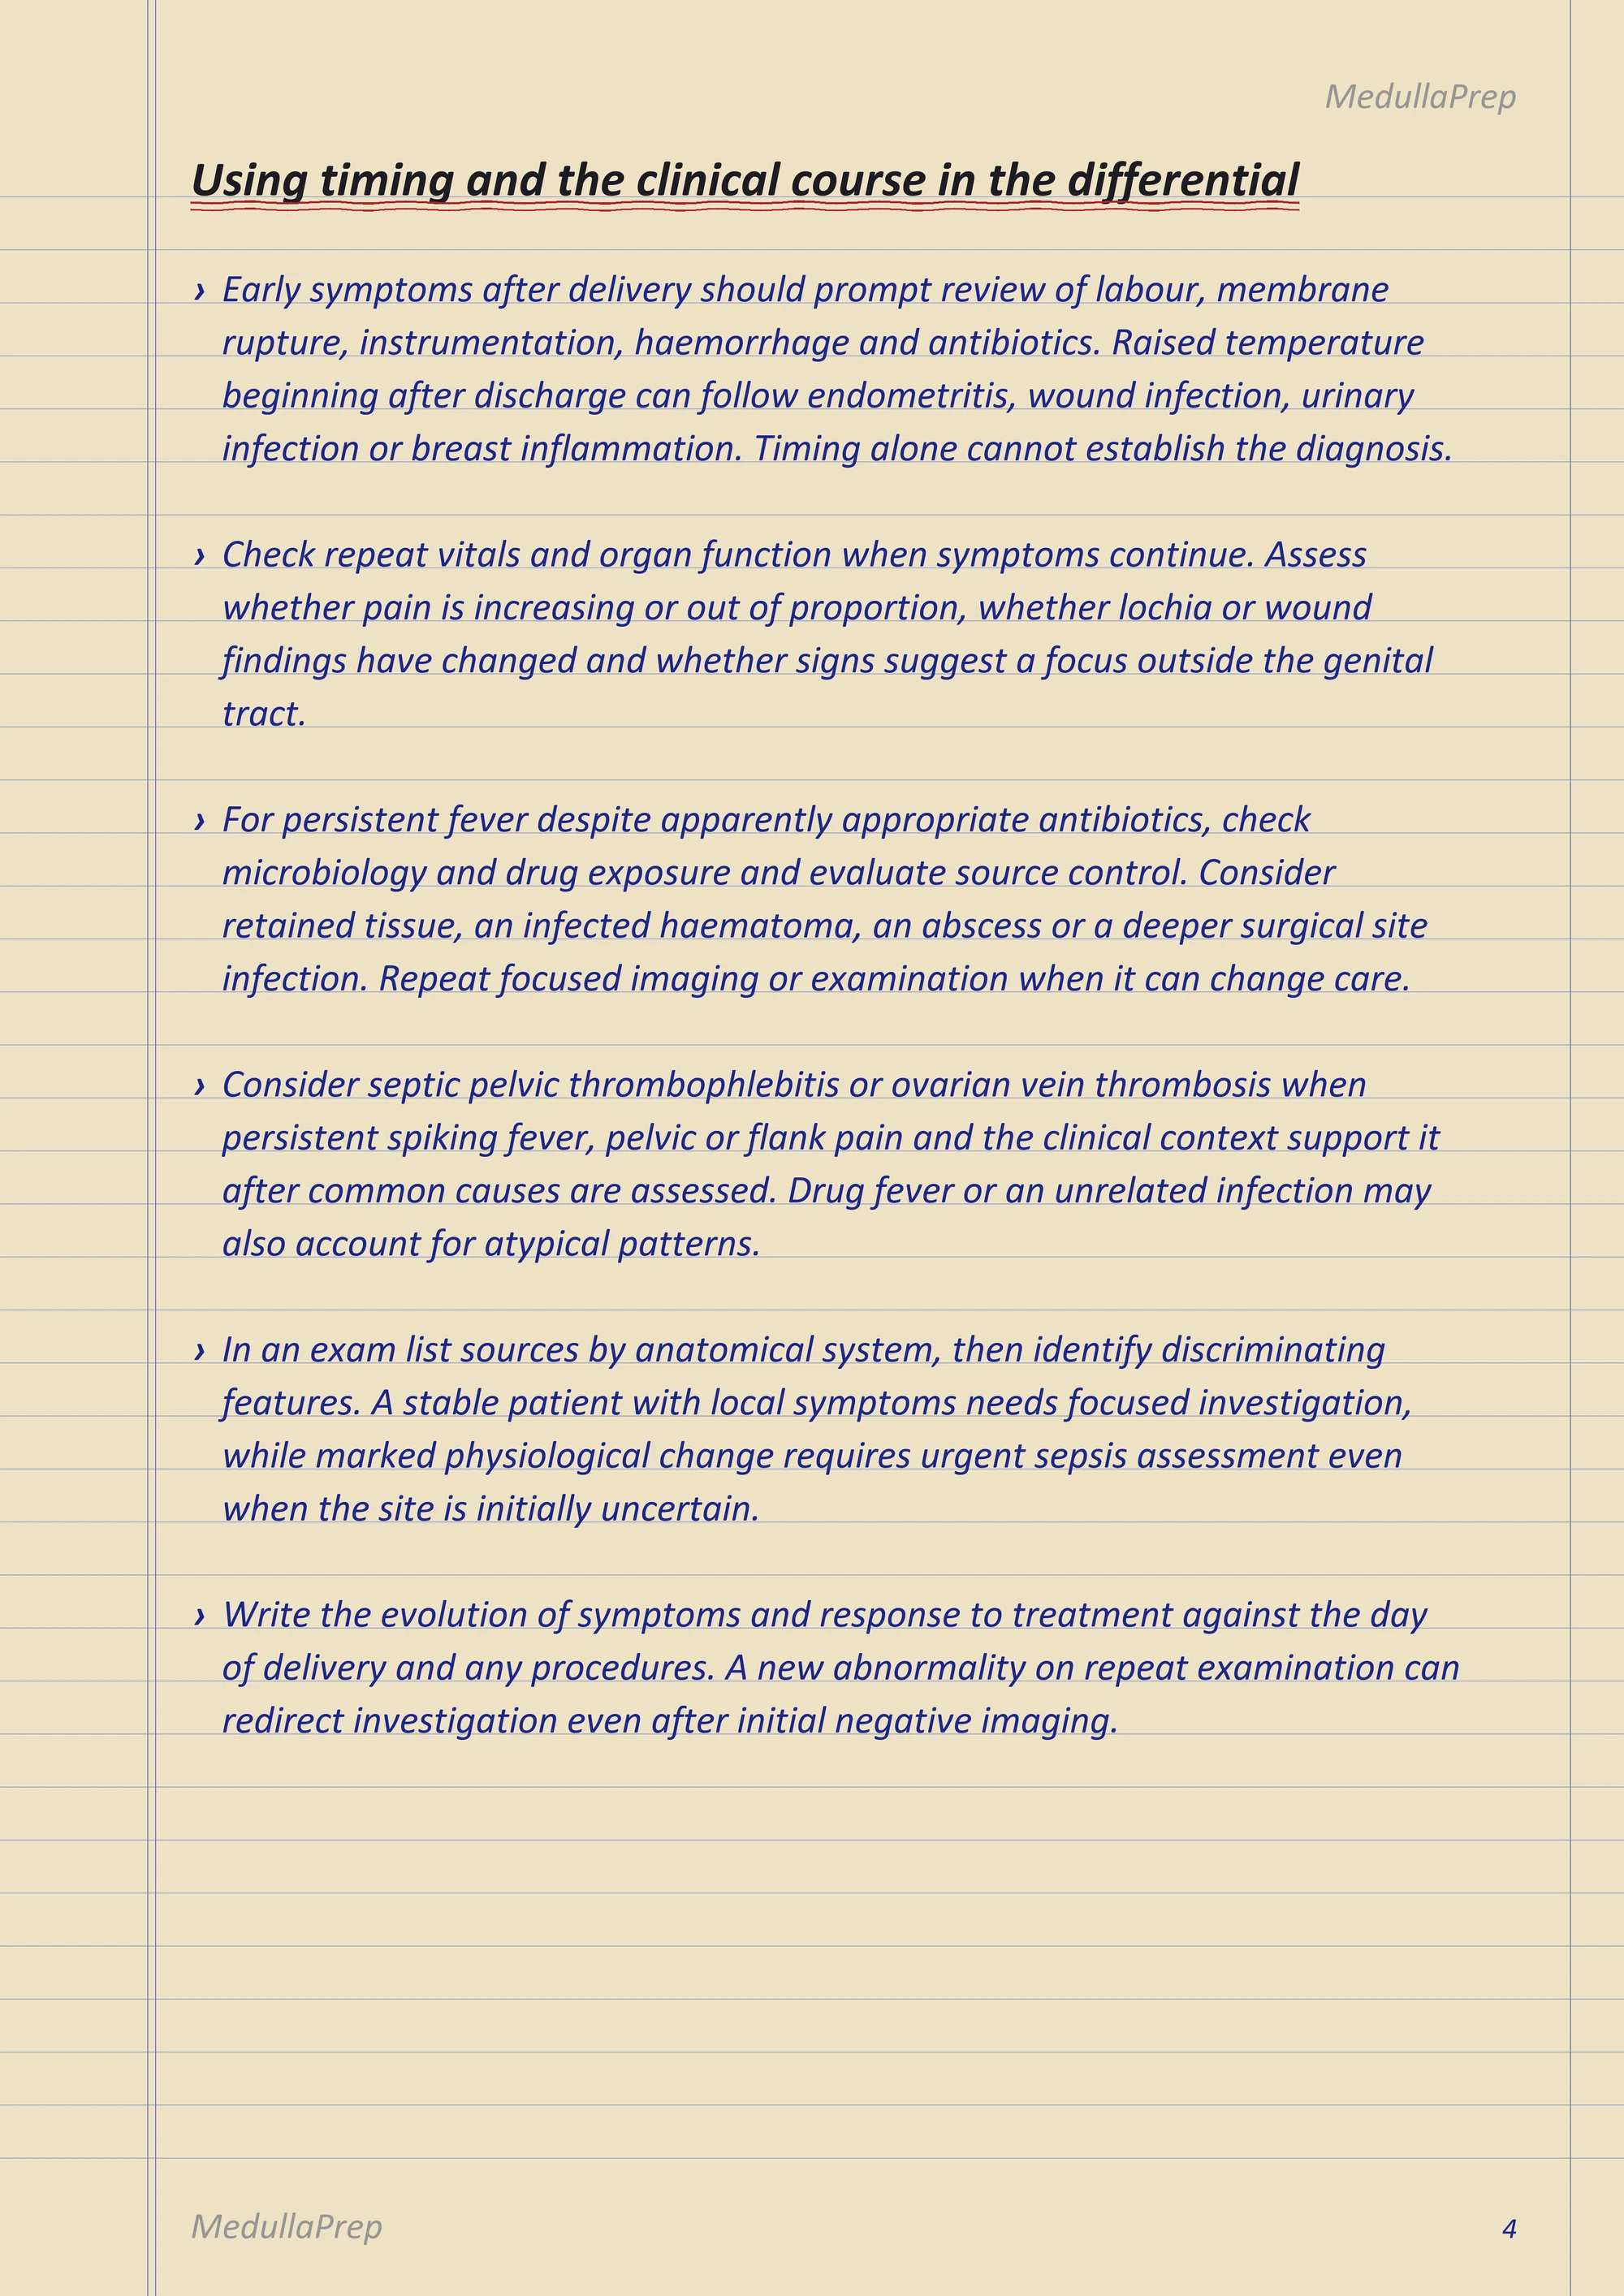 MedullaPrep
Using timing and the clinical course in the differential
› Early symptoms after delivery should prompt review of labour, membrane
rupture, instrumentation, haemorrhage and antibiotics. Raised temperature
beginning after discharge can follow endometritis, wound infection, urinary
infection or breast inflammation. Timing alone cannot establish the diagnosis.
› Check repeat vitals and organ function when symptoms continue. Assess
whether pain is increasing or out of proportion, whether lochia or wound
findings have changed and whether signs suggest a focus outside the genital
tract.
› For persistent fever despite apparently appropriate antibiotics, check
microbiology and drug exposure and evaluate source control. Consider
retained tissue, an infected haematoma, an abscess or a deeper surgical site
infection. Repeat focused imaging or examination when it can change care.
› Consider septic pelvic thrombophlebitis or ovarian vein thrombosis when
persistent spiking fever, pelvic or flank pain and the clinical context support it
after common causes are assessed. Drug fever or an unrelated infection may
also account for atypical patterns.
› In an exam list sources by anatomical system, then identify discriminating
features. A stable patient with local symptoms needs focused investigation,
while marked physiological change requires urgent sepsis assessment even
when the site is initially uncertain.
› Write the evolution of symptoms and response to treatment against the day
of delivery and any procedures. A new abnormality on repeat examination can
redirect investigation even after initial negative imaging.
MedullaPrep
4